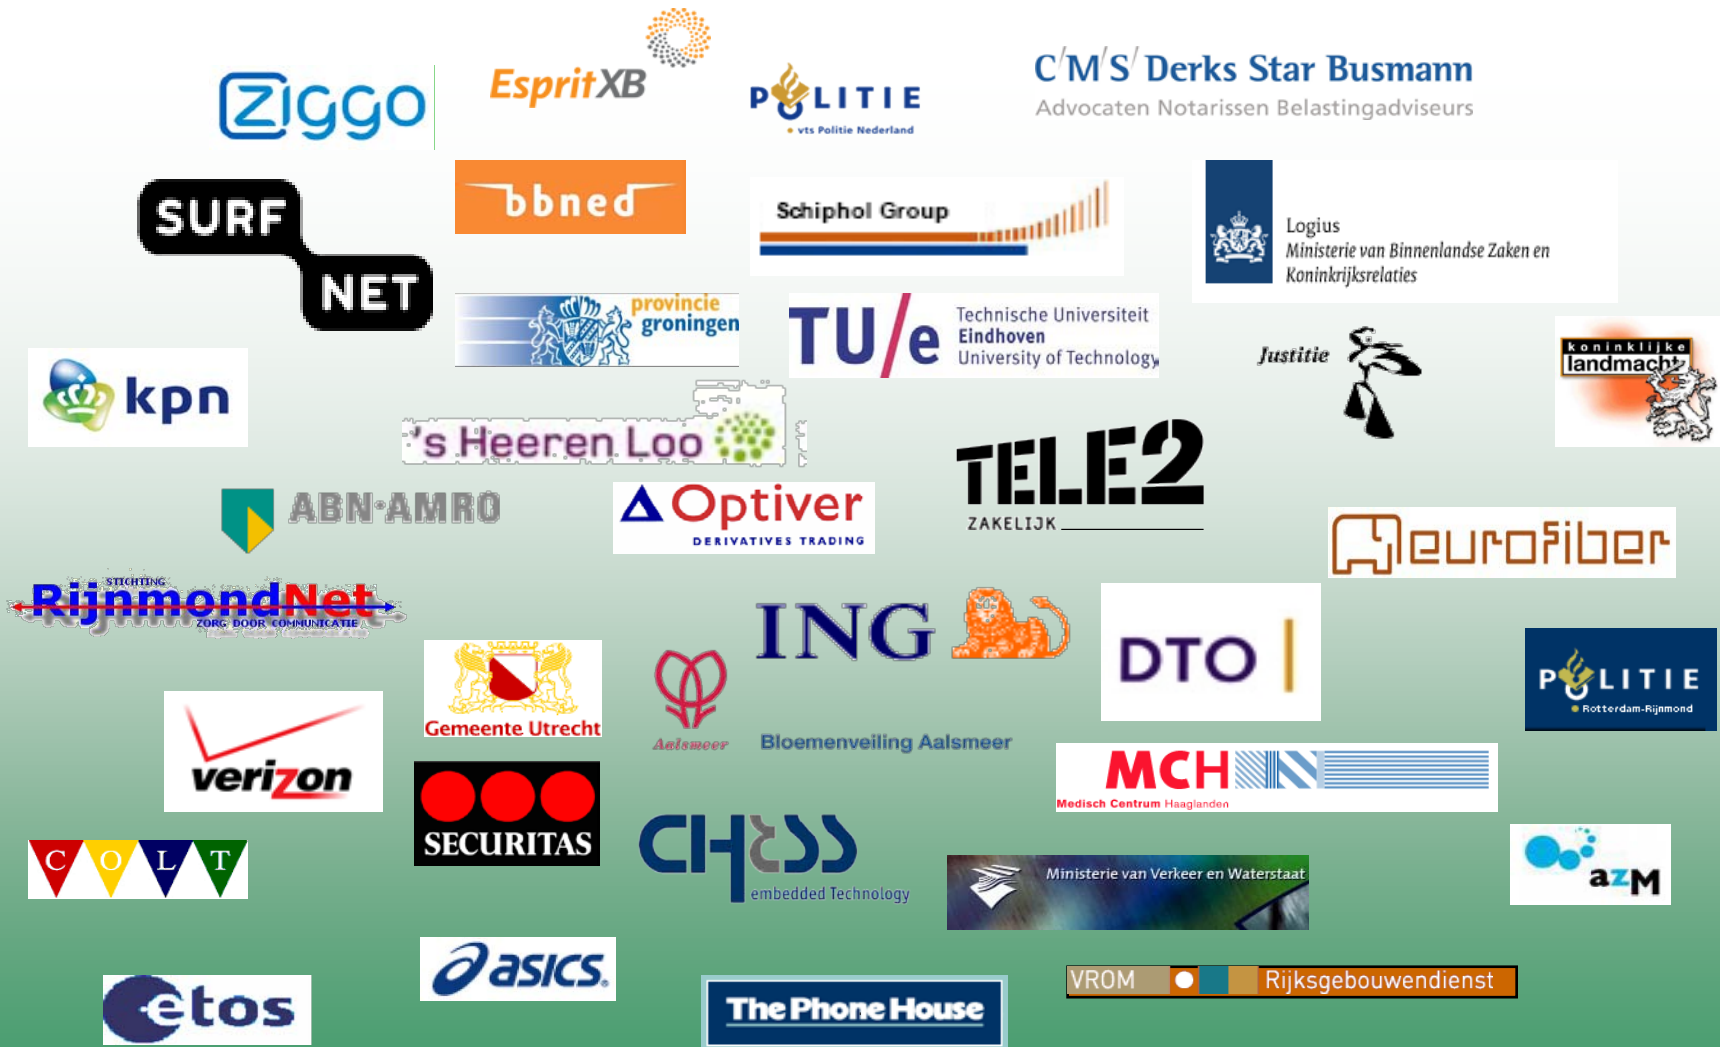 ziggo
EspritXB
POLITIE
vts Politie Nederland
C'M'S' Derks Star Busmann
Advocaten Notarissen Belastingadviseurs
SURF
NET
bbned
Schiphol Group
Logius
Ministerie van Binnenlandse Zaken en
Koninkrijksrelaties
provincie
groningen
TU/e
Technische Universiteit
Eindhoven
University of Technology
Justitie
koninklijke
landmacht
kpn
's Heeren Loo
TELE2
ZAKELIJK
ABN·AMRO
Optiver
DERIVATIVES TRADING
eurofiber
STICHTING
RijnmondNet
ZORG DOOR COMMUNICATIE
ING
DTO
POLITIE
Rotterdam-Rijnmond
Gemeente Utrecht
Aalsmeer
Bloemenveiling Aalsmeer
verizon
MCH
Medisch Centrum Haaglanden
SECURITAS
CHESS
embedded Technology
COLT
Ministerie van Verkeer en Waterstaat
azM
asics
etos
The Phone House
VROM Rijksgebouwendienst